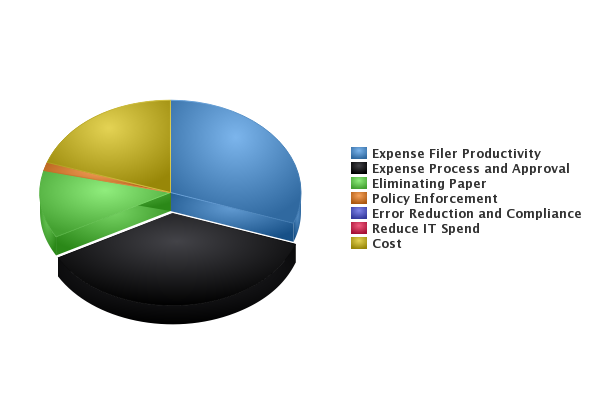 Expense Filer Productivity
Expense Process and Approval
Eliminating Paper
Policy Enforcement
Error Reduction and Compliance
Reduce IT Spend
Cost